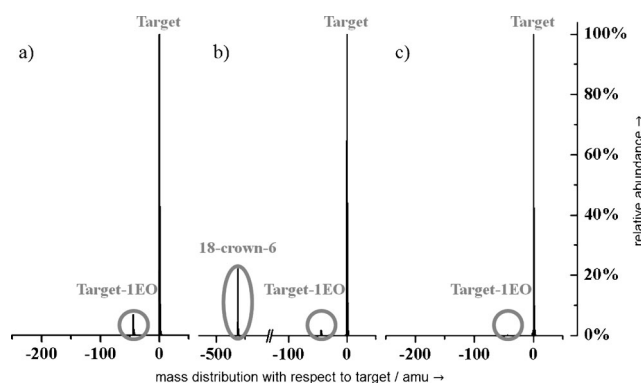 Target
Target
Target
a)
b)
c)
100%
80%
60%
40%
20%
0%
relative abundance →
18-crown-6
Target-1EO
Target-1EO
Target-1EO
-200
-100
0
-500
-100
0
-200
-100
0
mass distribution with respect to target / amu →